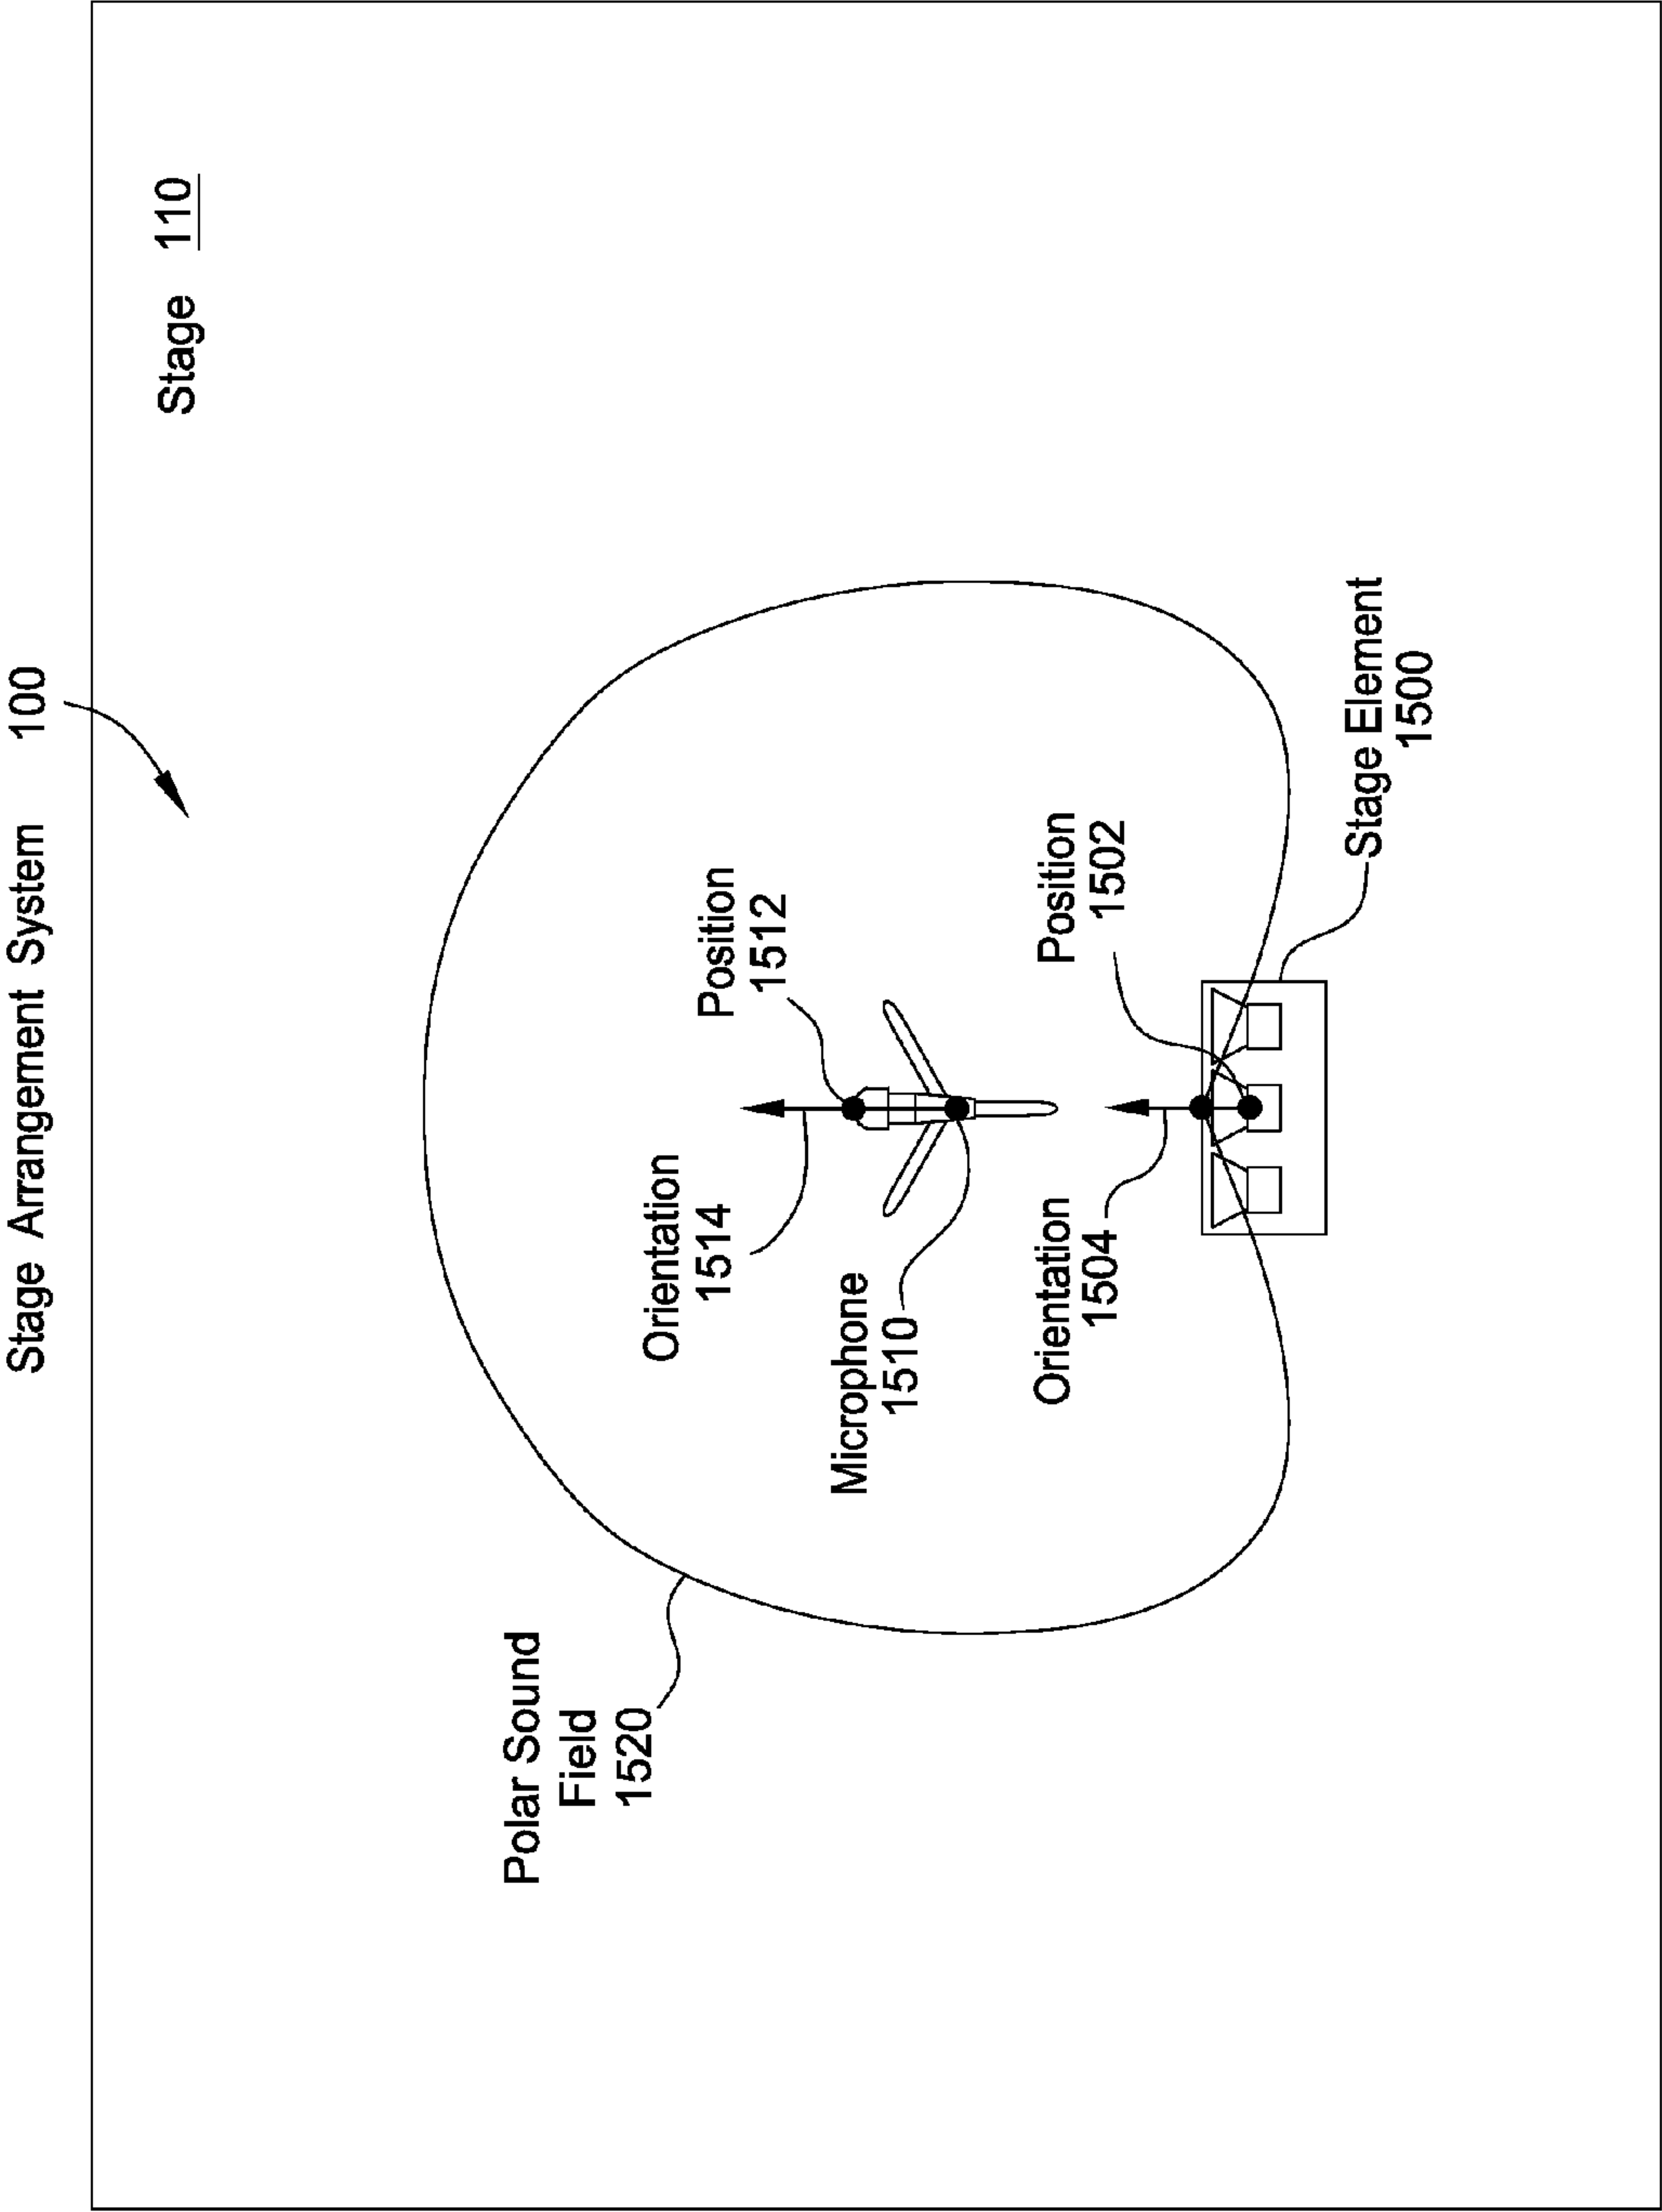 Stage Arrangement System 100
Stage 110
Polar Sound
Field
1520
Orientation
1514
Position
1512
Microphone
1510
Orientation
1504
Position
1502
Stage Element
1500